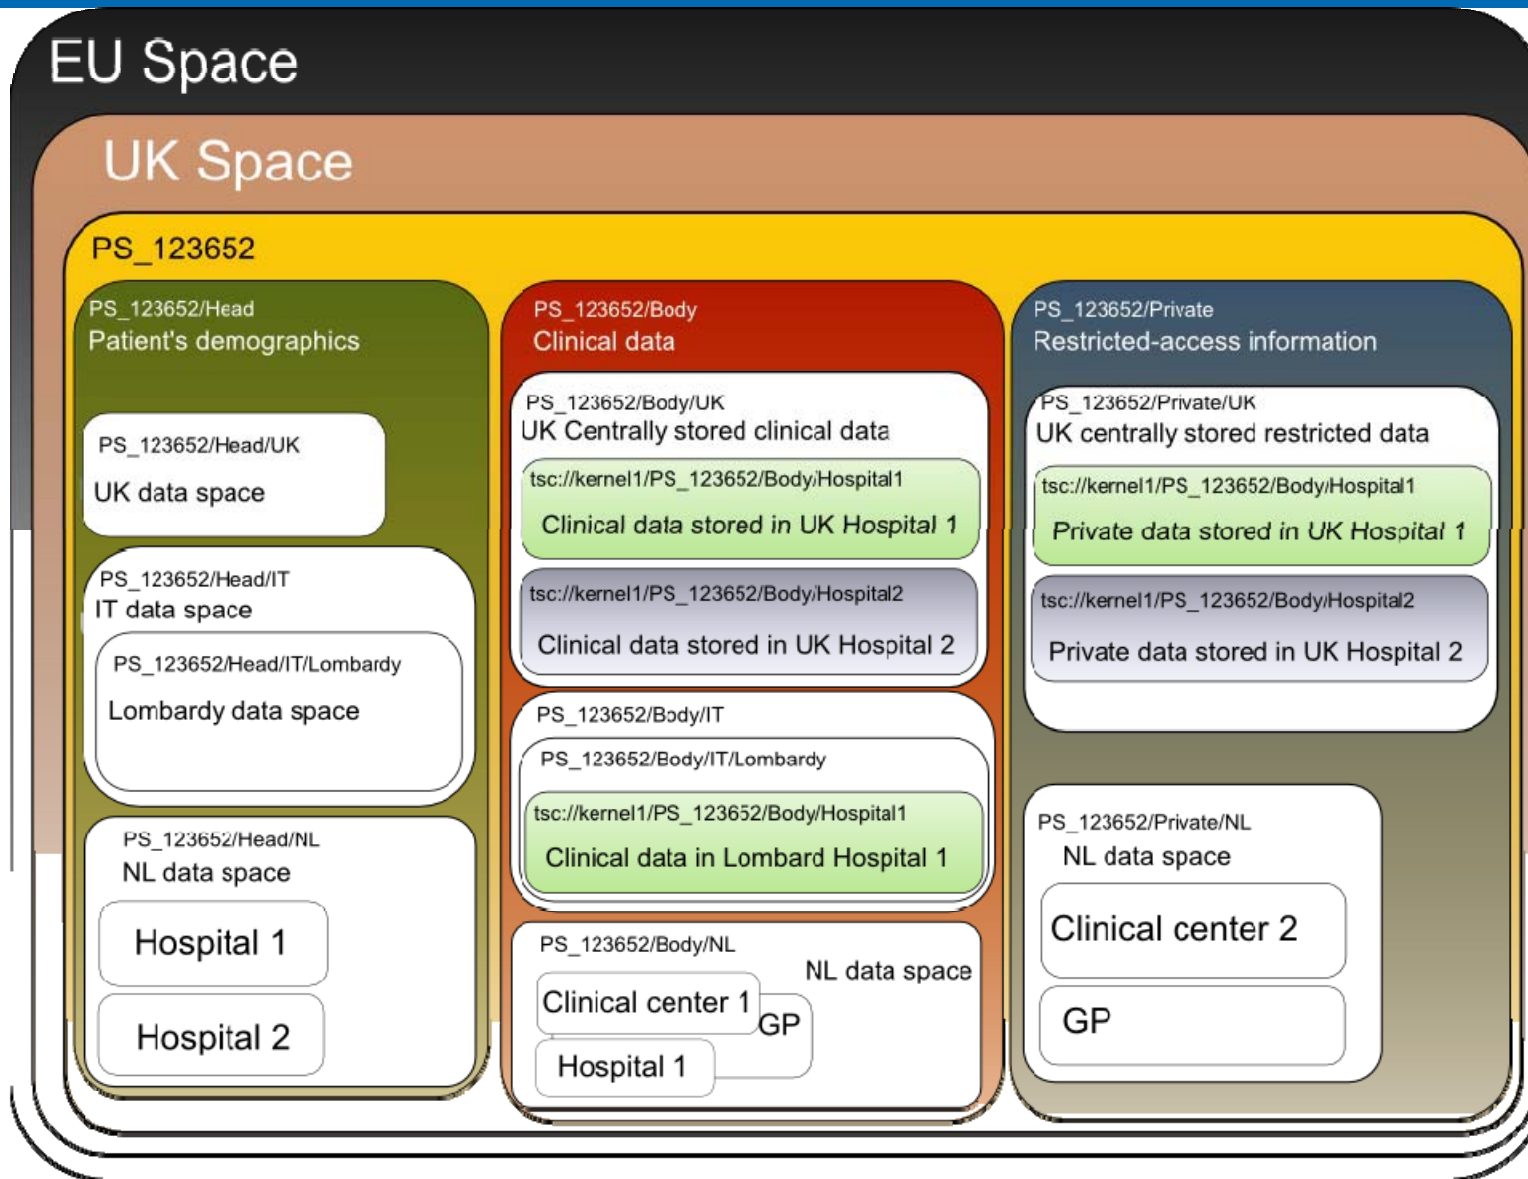 EU Space
UK Space
PS_123652
PS_123652/Head
Patient's demographics
PS_123652/Head/UK
UK data space
PS_123652/Head/IT
IT data space
PS_123652/Head/IT/Lombardy
Lombardy data space
PS_123652/Head/NL
NL data space
Hospital 1
Hospital 2
PS_123652/Body
Clinical data
PS_123652/Body/UK
UK Centrally stored clinical data
tsc://kernel1/PS_123652/Body/Hospital1
Clinical data stored in UK Hospital 1
tsc://kernel1/PS_123652/Body/Hospital2
Clinical data stored in UK Hospital 2
PS_123652/Body/IT
PS_123652/Body/IT/Lombardy
tsc://kernel1/PS_123652/Body/Hospital1
Clinical data in Lombard Hospital 1
PS_123652/Body/NL
NL data space
Clinical center 1
GP
Hospital 1
PS_123652/Private
Restricted-access information
PS_123652/Private/UK
UK centrally stored restricted data
tsc://kernel1/PS_123652/Body/Hospital1
Private data stored in UK Hospital 1
tsc://kernel1/PS_123652/Body/Hospital2
Private data stored in UK Hospital 2
PS_123652/Private/NL
NL data space
Clinical center 2
GP